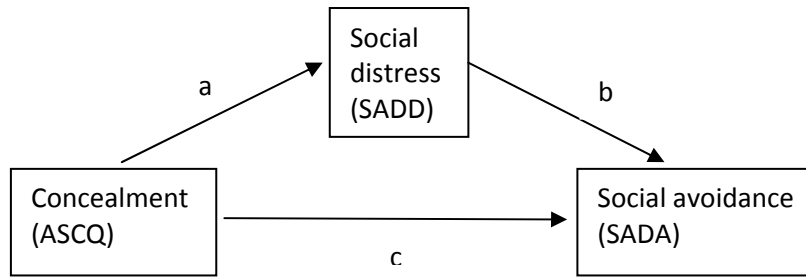 Social
distress
(SADD)
a
b
Concealment
(ASCQ)
Social avoidance
(SADA)
c